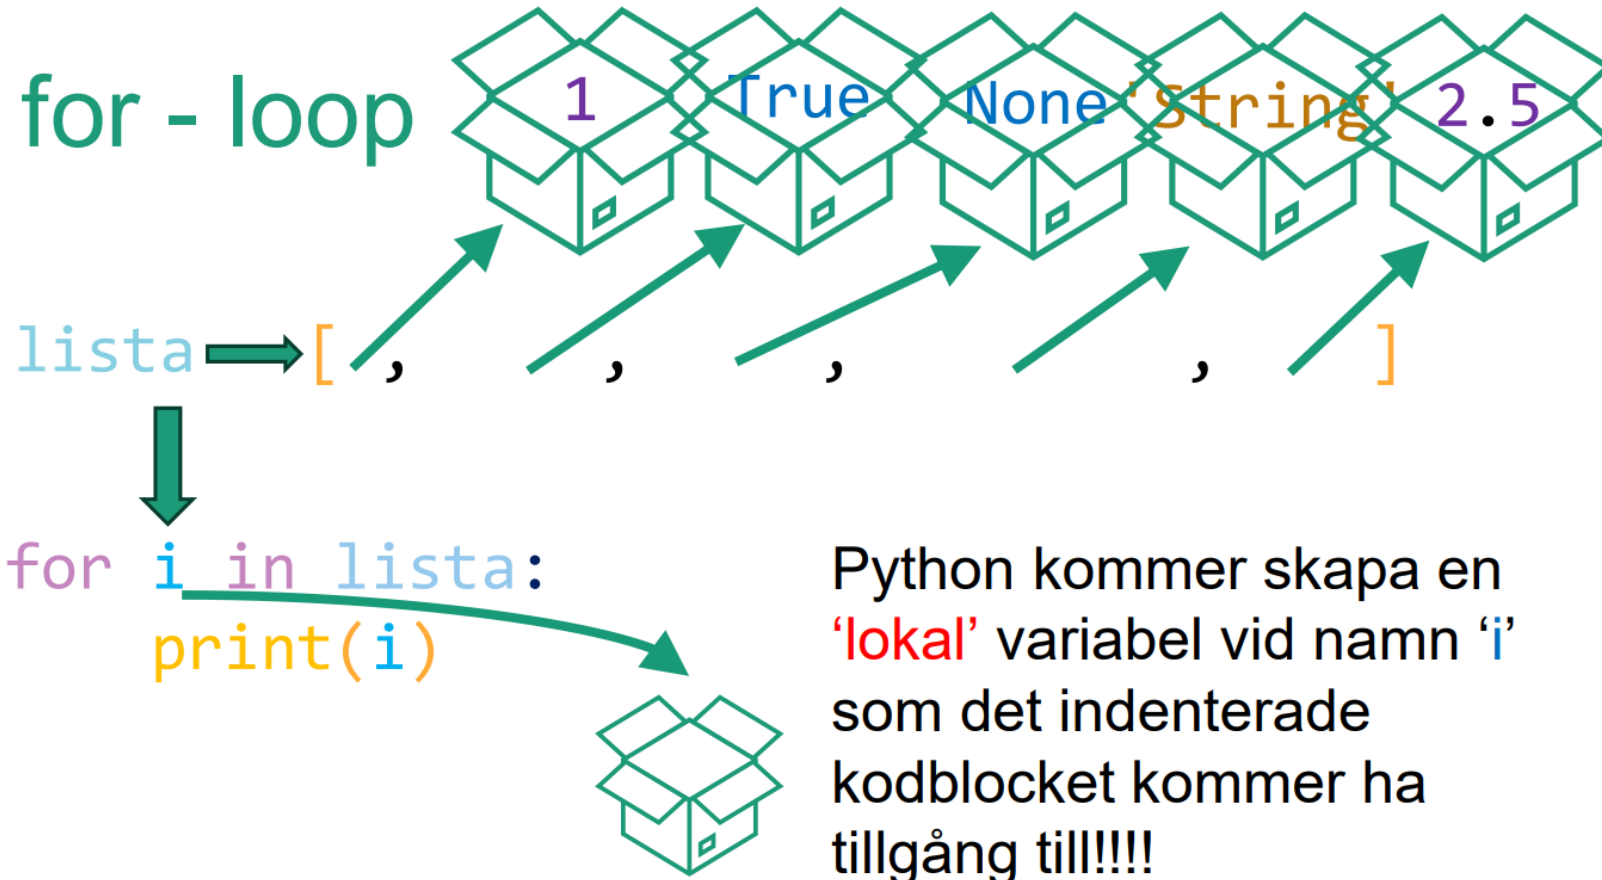 for - loop
1 True None 'String' 2.5
lista [ , , , , ]
for i in lista:
print(i)
Python kommer skapa en
‘lokal’ variabel vid namn ‘i’
som det indenterade
kodblocket kommer ha
tillgång till!!!!